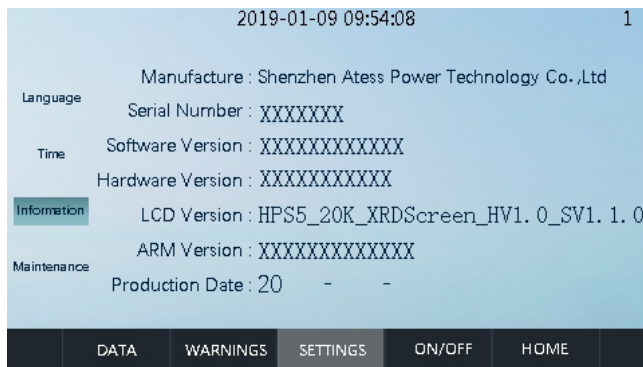 2019-01-09 09:54:08 1
Manufacture : Shenzhen Atess Power Technology Co.,Ltd
Language
Serial Number : XXXXXXX
Time
Software Version : XXXXXXXXXXXX
Hardware Version : XXXXXXXXXXX
Information
LCD Version : HPS5_20K_XRDScreen_HV1.0_SV1.1.0
ARM Version : XXXXXXXXXXXXX
Maintenance
Production Date : 20 - -
DATA WARNINGS SETTINGS ON/OFF HOME